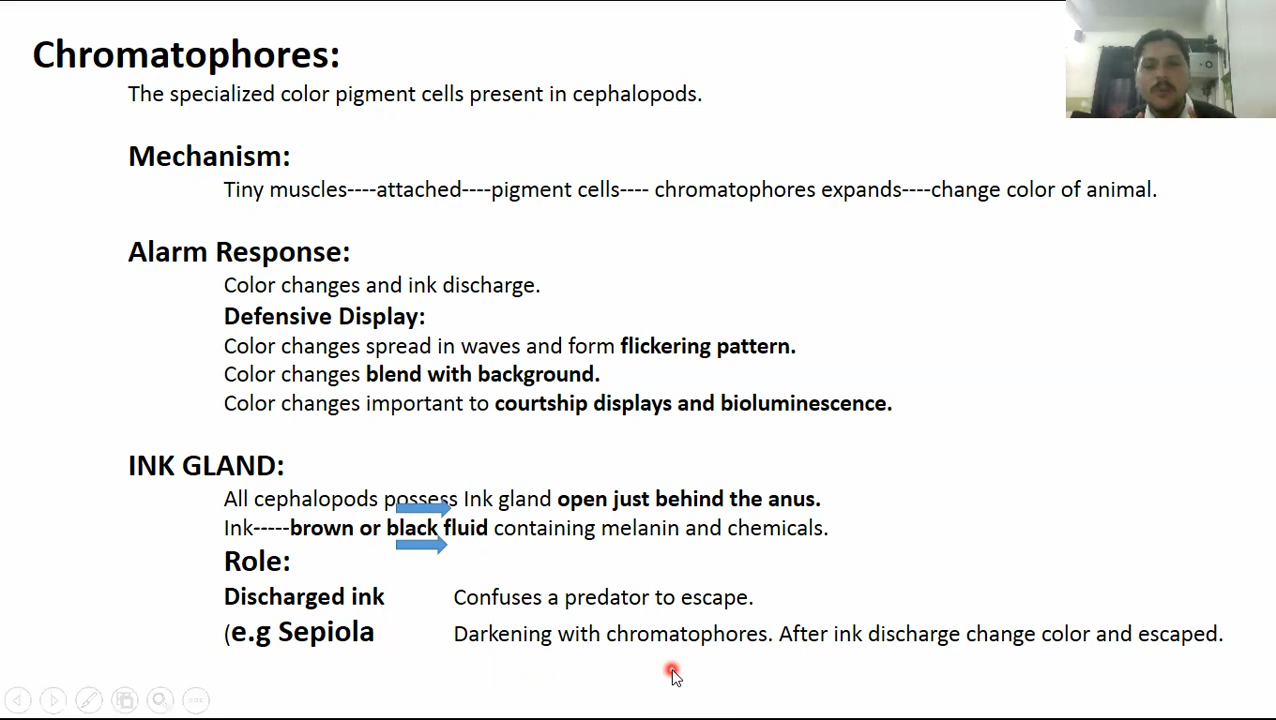 Chromatophores:
The specialized color pigment cells present in cephalopods.
Mechanism:
Tiny muscles----attached----pigment cells---- chromatophores expands----change color of animal.
Alarm Response:
Color changes and ink discharge.
Defensive Display:
Color changes spread in waves and form flickering pattern.
Color changes blend with background.
Color changes important to courtship displays and bioluminescence.
INK GLAND:
All cephalopods possess Ink gland open just behind the anus.
Ink-----brown or black fluid containing melanin and chemicals.
Role:
Discharged ink Confuses a predator to escape.
(e.g Sepiola Darkening with chromatophores. After ink discharge change color and escaped.